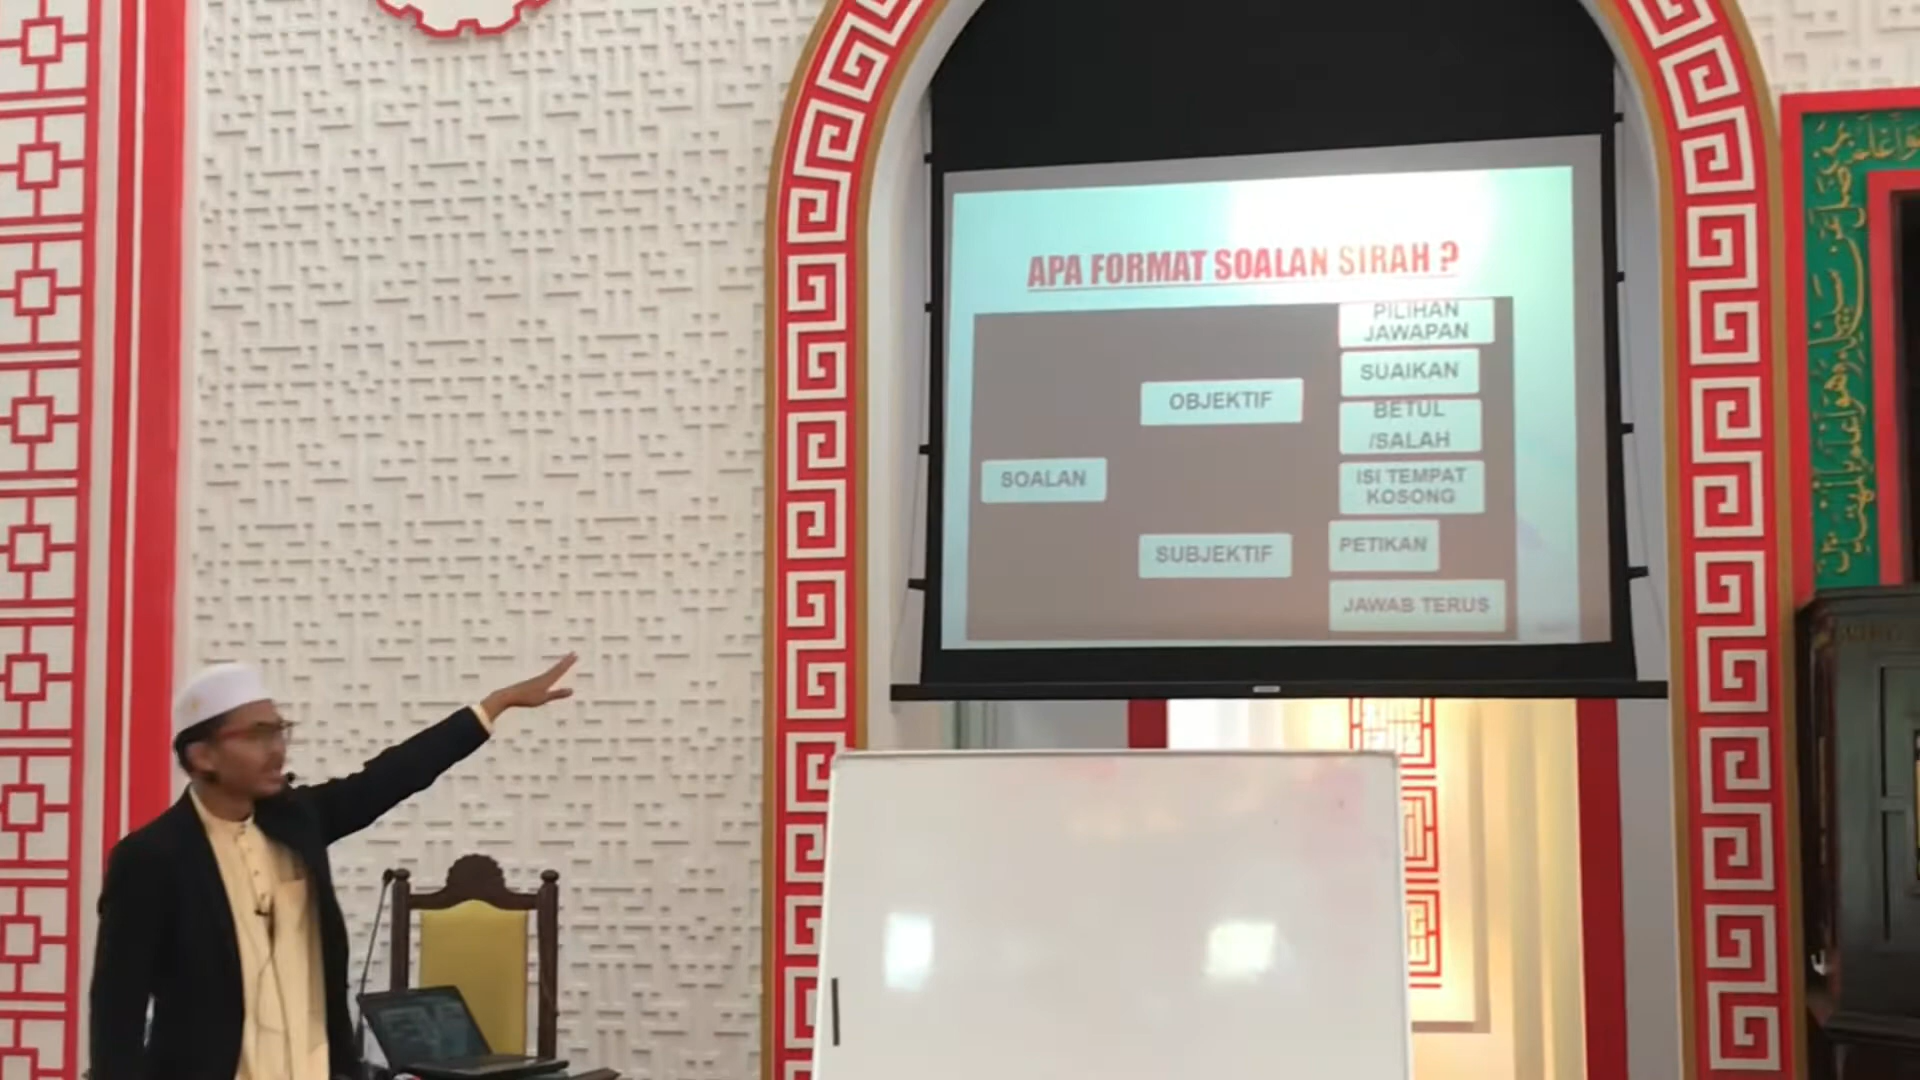 APA FORMAT SOALAN SIRAH ?
PILIHAN
JAWAPAN
SUAIKAN
OBJEKTIF
BETUL
/SALAH
SOALAN
ISI TEMPAT
KOSONG
SUBJEKTIF
PETIKAN
JAWAB TERUS